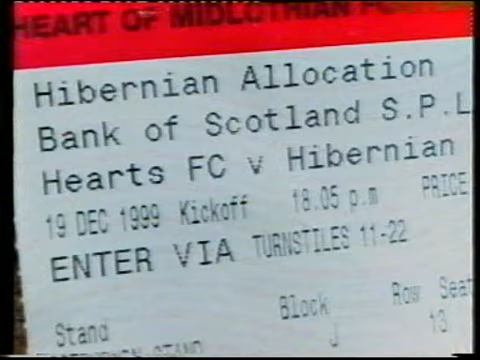 HEART OF MIDLOTHIAN F
Hibernian Allocation
Bank of Scotland S.P.L
Hearts FC v Hibernian
19 DEC 1999 Kickoff 18.05 p.m PRICE
ENTER VIA TURNSTILES 11-22
Block Row Seat
Stand J 13
STAND